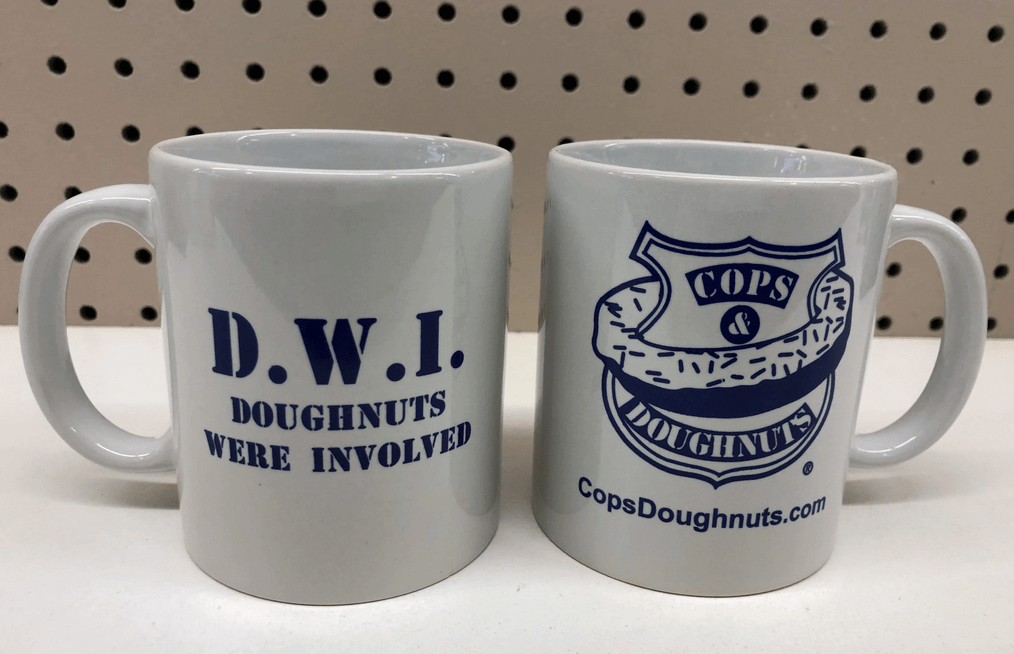 D.W.I.
DOUGHNUTS
WERE INVOLVED
COPS
&
DOUGHNUTS
®
CopsDoughnuts.com